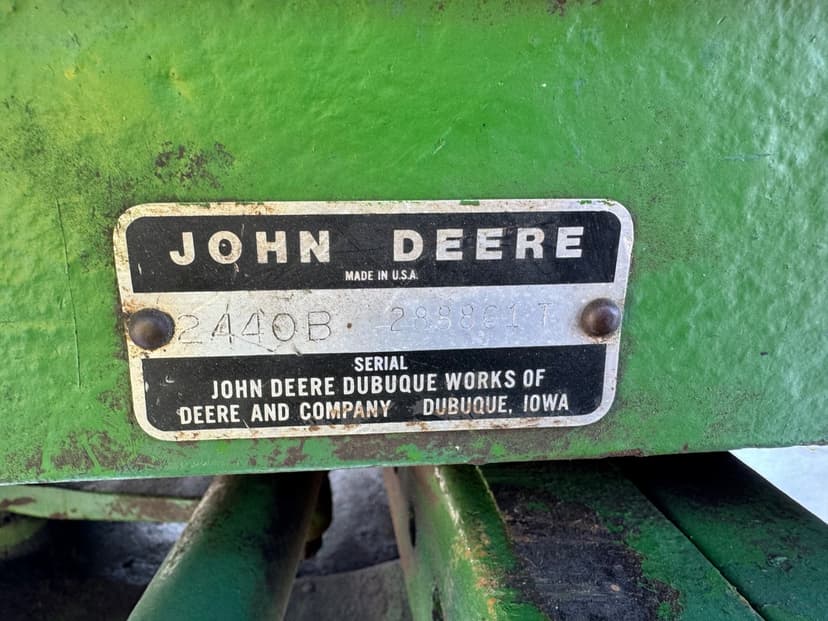 JOHN DEERE
MADE IN U.S.A.
2440B
SERIAL
JOHN DEERE DUBUQUE WORKS OF
DEERE AND COMPANY DUBUQUE, IOWA